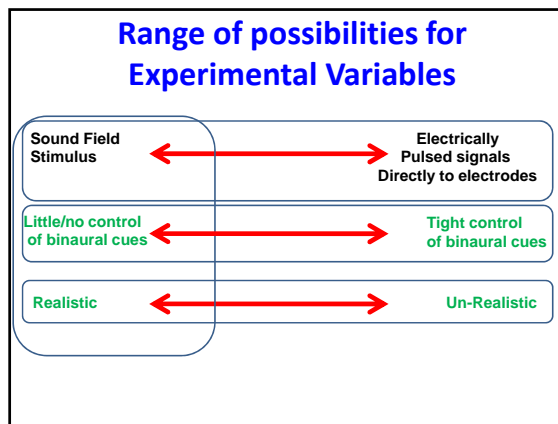 Range of possibilities for
Experimental Variables
Sound Field
Stimulus
Electrically
Pulsed signals
Directly to electrodes
Little/no control
of binaural cues
Tight control
of binaural cues
Realistic
Un-Realistic